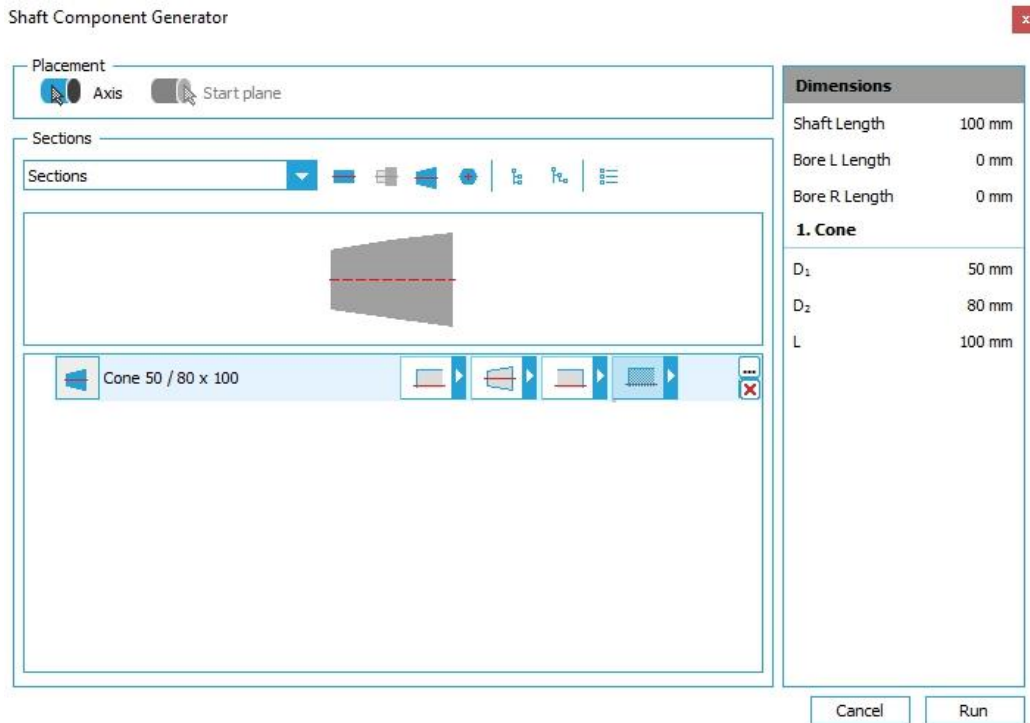 Shaft Component Generator
x
Placement
Axis
Start plane
Sections
Sections
Cone 50 / 80 x 100
...
Dimensions
Shaft Length 100 mm
Bore L Length 0 mm
Bore R Length 0 mm
1. Cone
D₁ 50 mm
D₂ 80 mm
L 100 mm
Cancel
Run